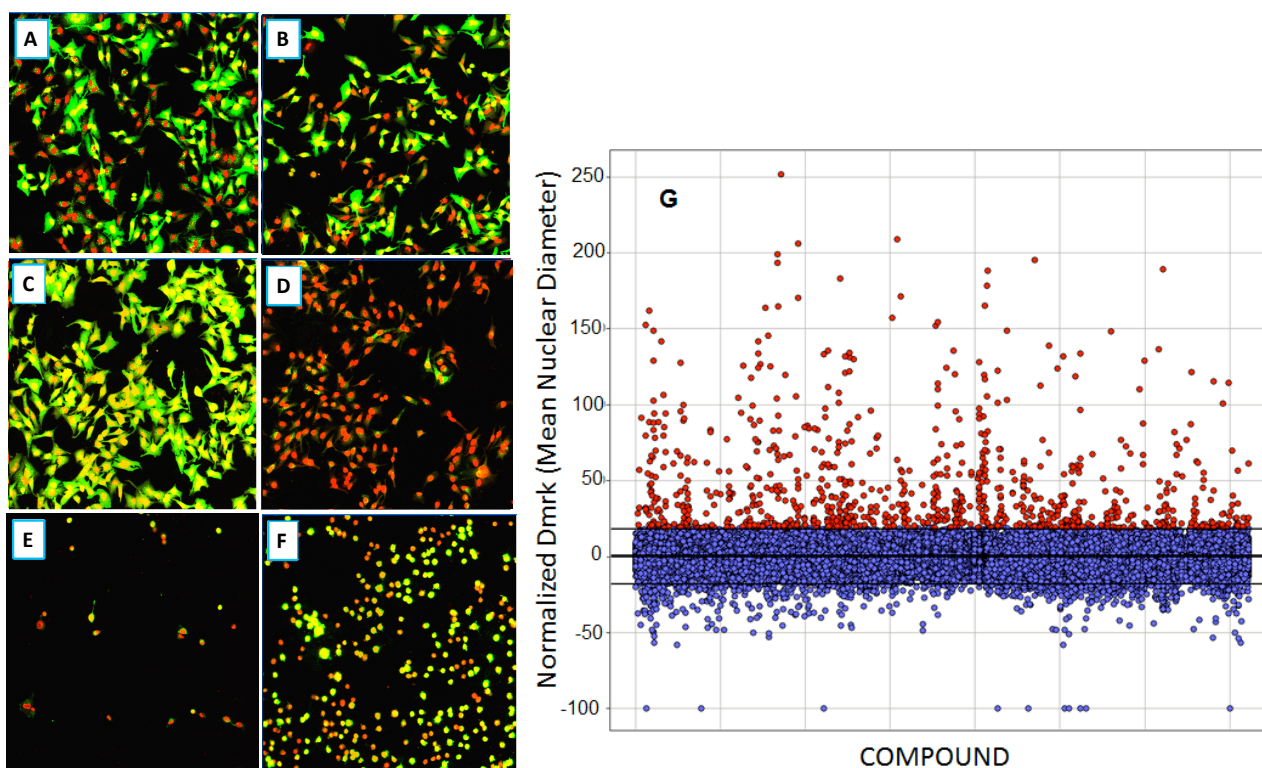 A
B
C
D
E
F
G
Normalized Dmrk (Mean Nuclear Diameter)
250
200
150
100
50
0
-50
-100
COMPOUND